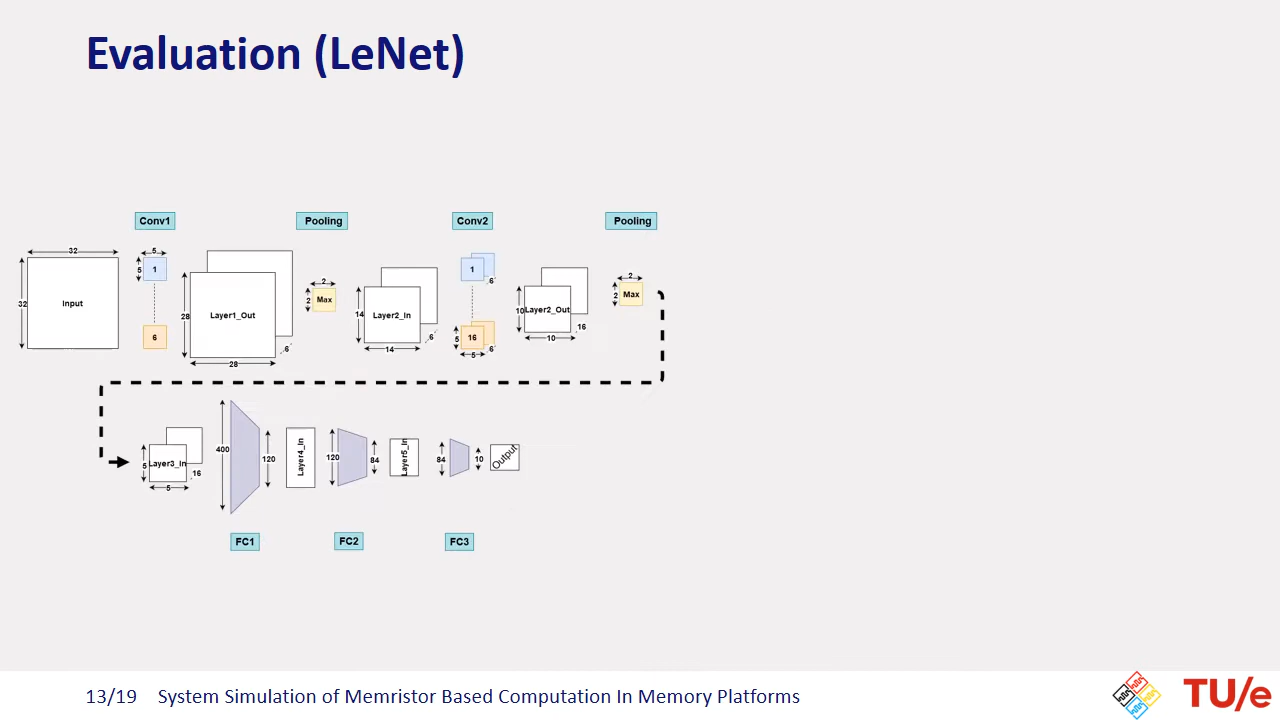 Evaluation (LeNet)
Conv1
Pooling
Conv2
Pooling
32
32
Input
5
5
1
6
28
Layer1_Out
28
6
2
2
Max
14
Layer2_In
14
6
1
6
5
16
5
6
10
Layer2_Out
10
16
2
2
Max
5
Layer3_In
5
16
400
120
Layer4_In
120
84
Layer5_In
84
10
Output
FC1
FC2
FC3
13/19 System Simulation of Memristor Based Computation In Memory Platforms
TU/e